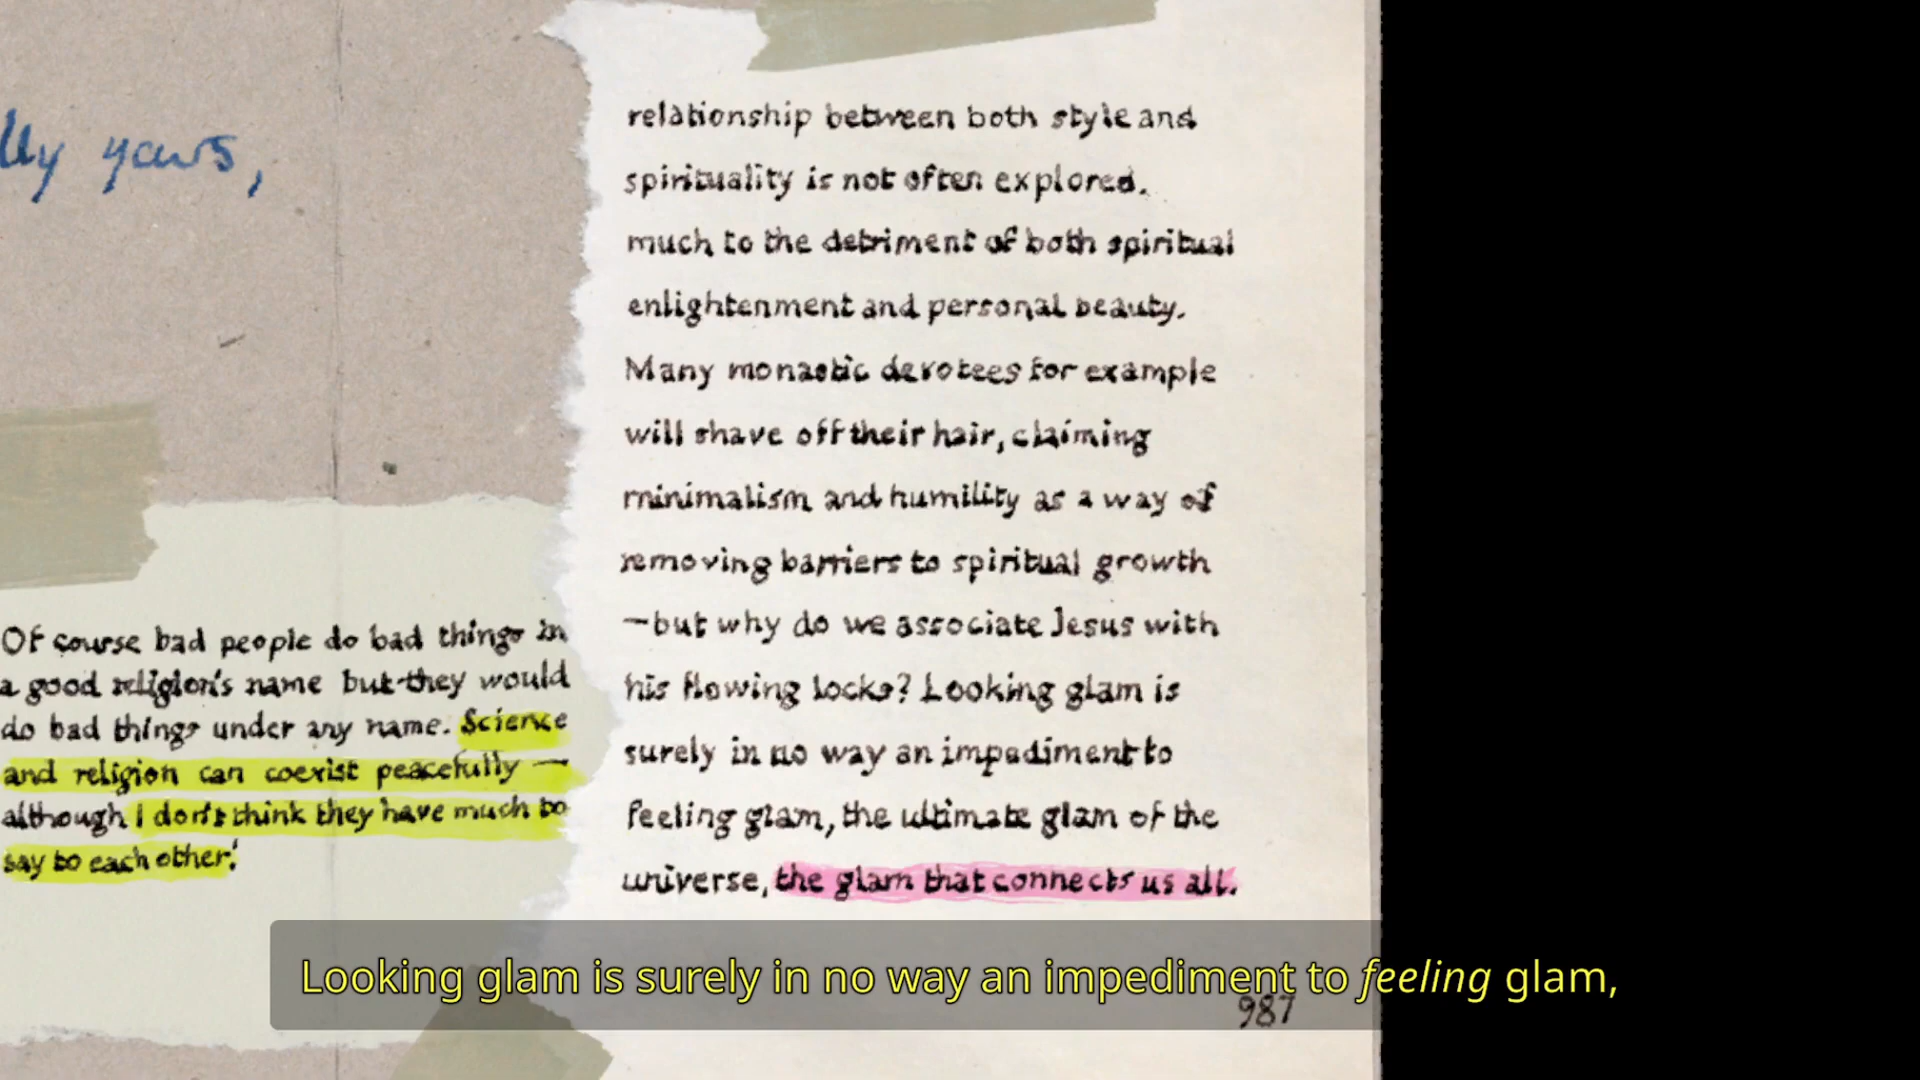 lly yours,
Of course bad people do bad things in
a good religion's name but they would
do bad things under any name. Science
and religion can coexist peacefully —
although I don't think they have much to
say to each other.'
relationship between both style and
spirituality is not often explored.
much to the detriment of both spiritual
enlightenment and personal beauty.
Many monastic devotees for example
will shave off their hair, claiming
minimalism and humility as a way of
removing barriers to spiritual growth
—but why do we associate Jesus with
his flowing locks? Looking glam is
surely in no way an impediment to
feeling glam, the ultimate glam of the
universe, the glam that connects us all.
987
Looking glam is surely in no way an impediment to feeling glam,